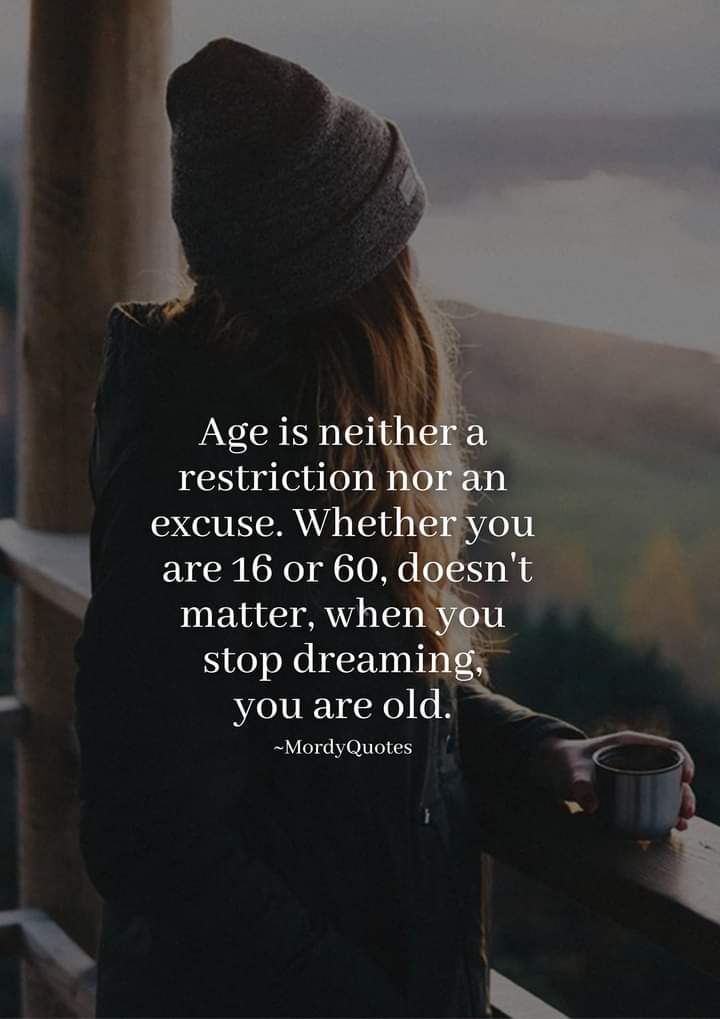 Age is neither a
restriction nor an
excuse. Whether you
are 16 or 60, doesn't
matter, when you
stop dreaming,
you are old.
~MordyQuotes